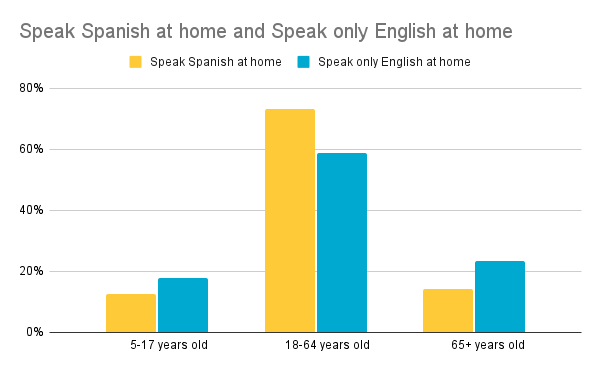 Speak Spanish at home and Speak only English at home
Speak Spanish at home Speak only English at home
80%
60%
40%
20%
0%
5-17 years old 18-64 years old 65+ years old